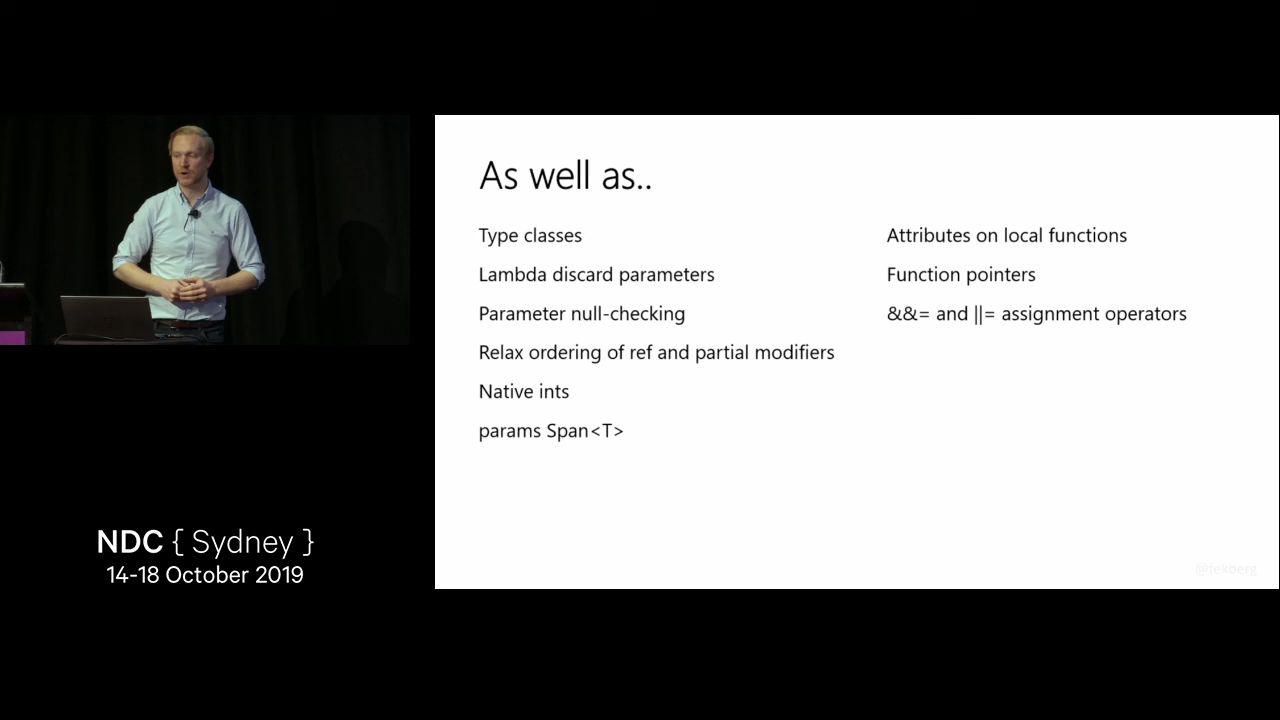 As well as..
Type classes
Lambda discard parameters
Parameter null-checking
Relax ordering of ref and partial modifiers
Native ints
params Span<T>
Attributes on local functions
Function pointers
&&= and ||= assignment operators
@fekberg
NDC { Sydney }
14-18 October 2019